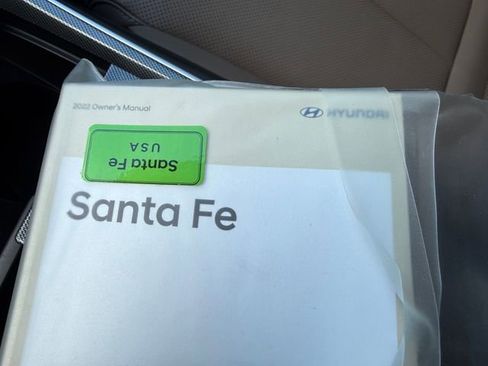 2022 Owner's Manual
HYUNDAI
Santa Fe
USA
Santa Fe